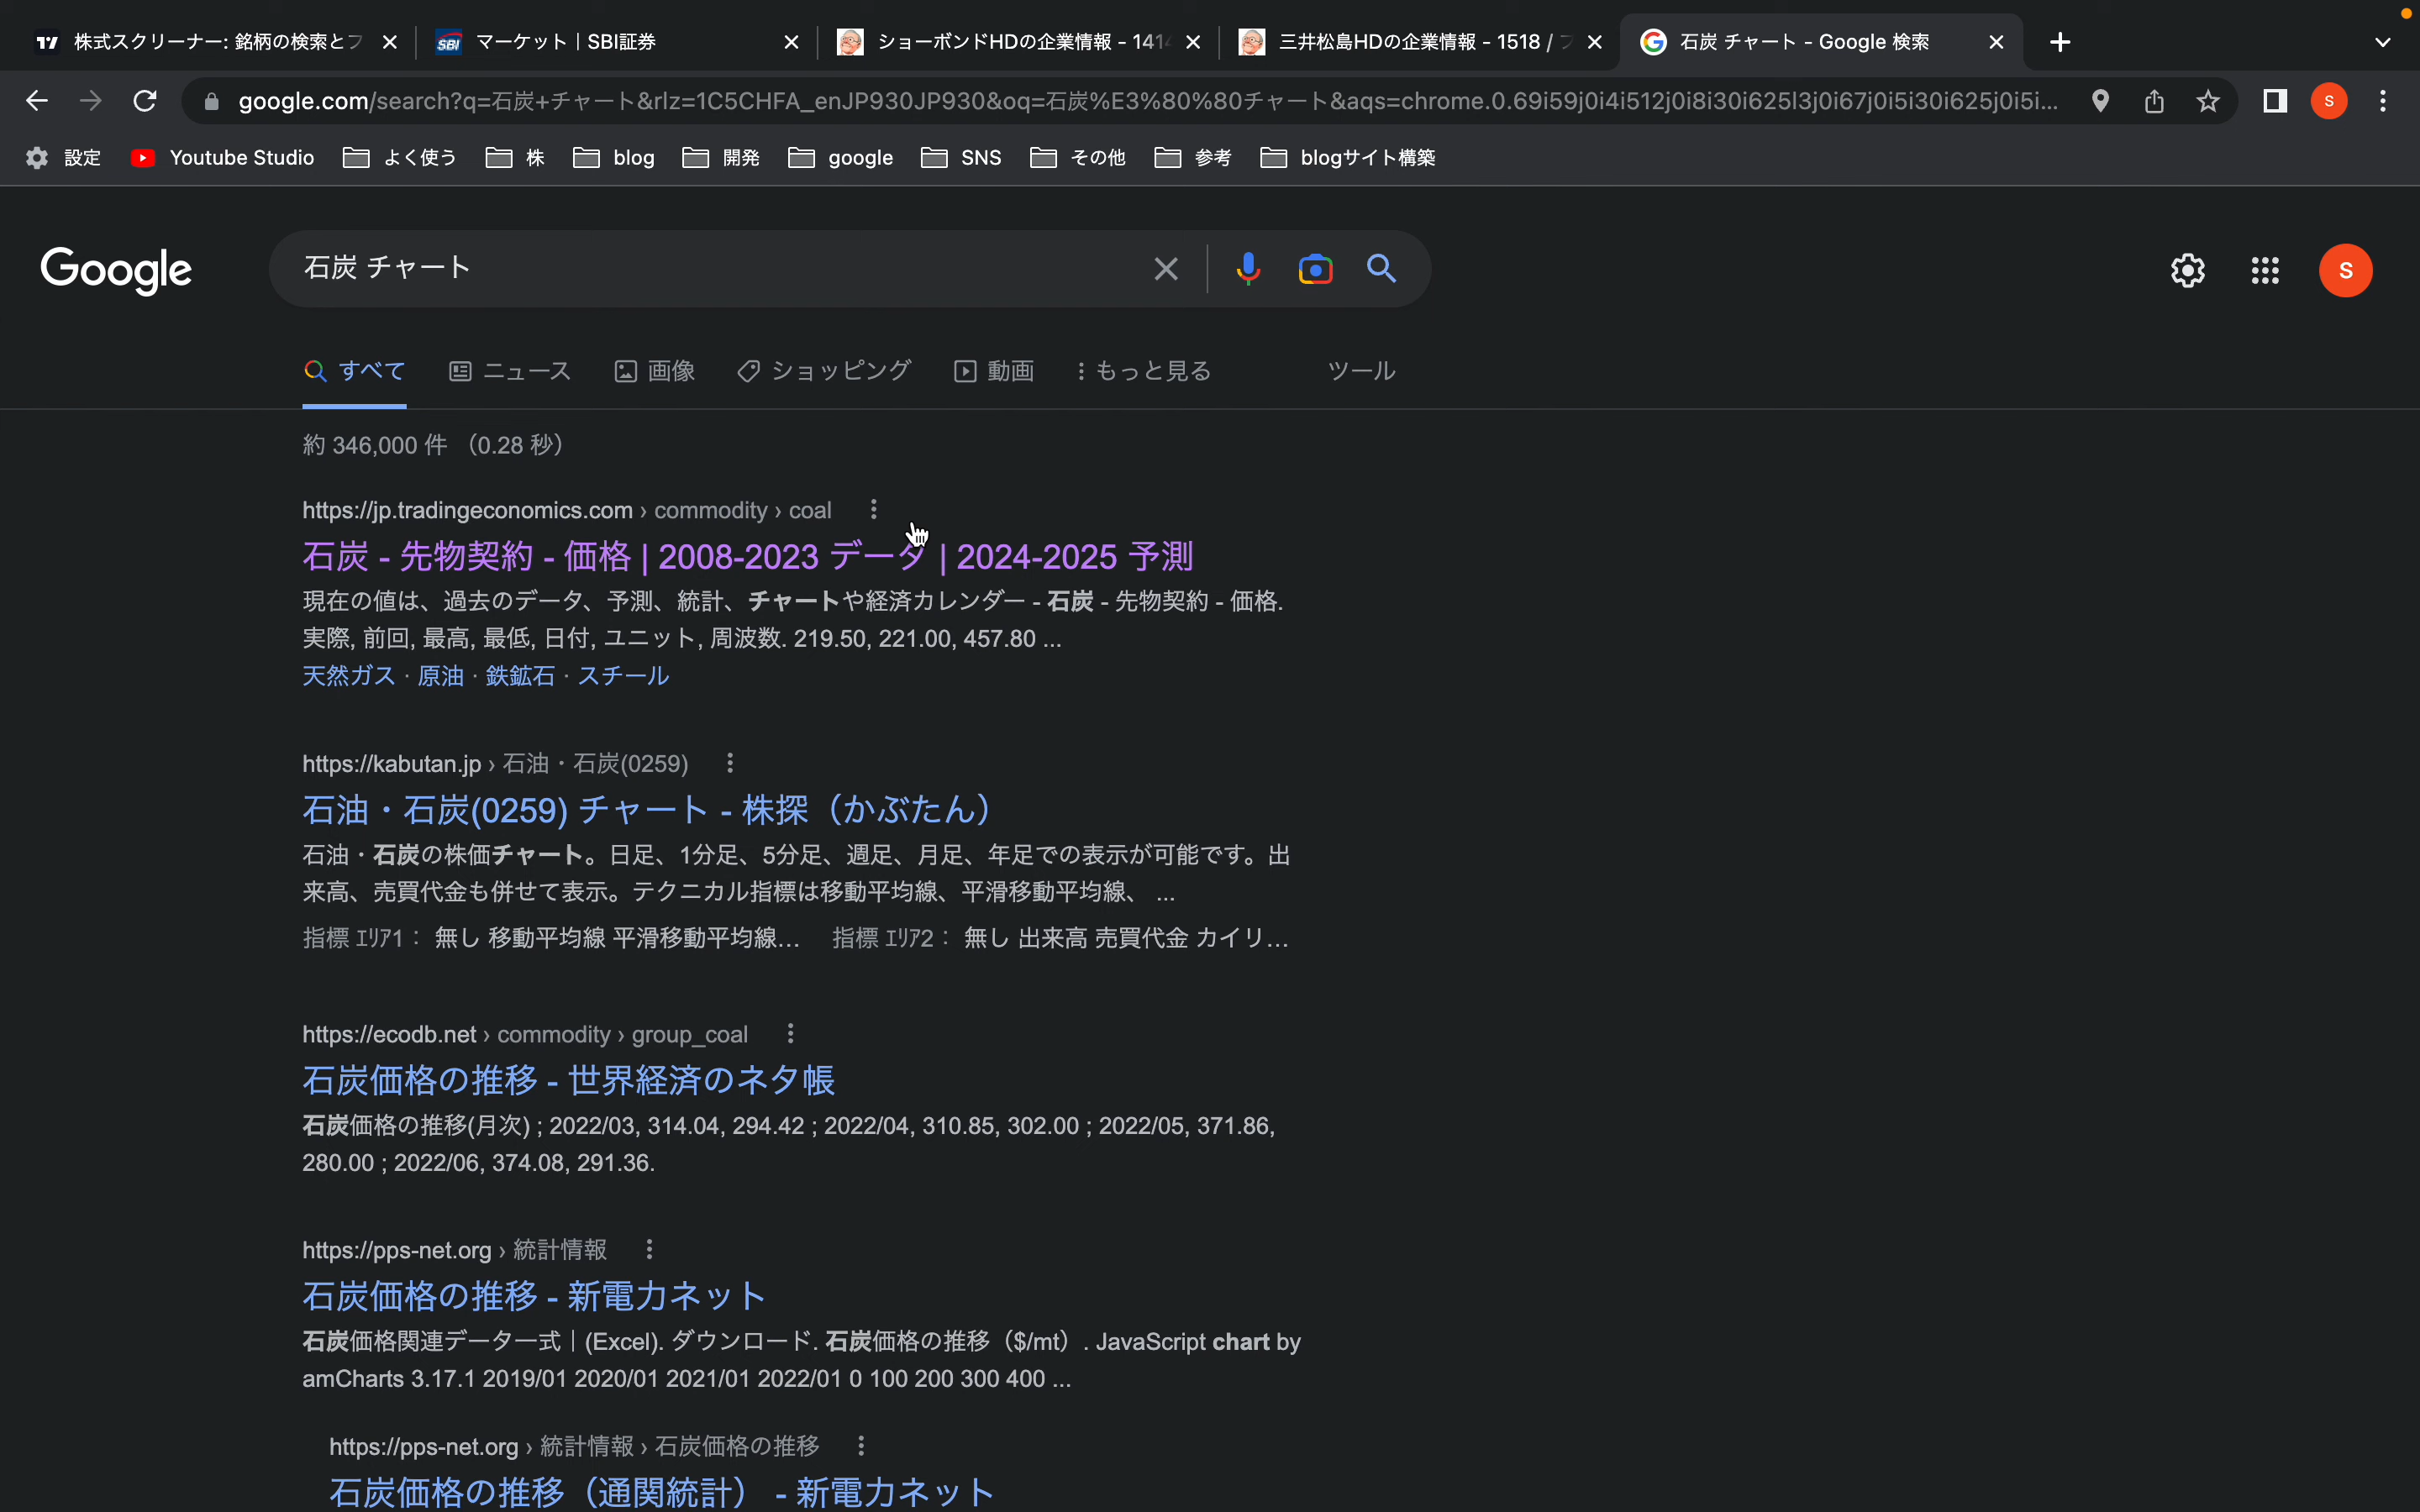 株式スクリーナー: 銘柄の検索とフ
SBI マーケット | SBI証券
ショーボンドHDの企業情報 - 1414
三井松島HDの企業情報 - 1518 / フ
石炭 チャート - Google 検索
google.com/search?q=石炭+チャート&rlz=1C5CHFA_enJP930JP930&oq=石炭%E3%80%80チャート&aqs=chrome.0.69i59j0i4i512j0i8i30i625l3j0i67j0i5i30i625j0i5i...
S
設定 Youtube Studio よく使う 株 blog 開発 google SNS その他 参考 blogサイト構築
Google
石炭 チャート
S
すべて ニュース 画像 ショッピング 動画 もっと見る ツール
約 346,000 件 （0.28 秒）
https://jp.tradingeconomics.com › commodity › coal
石炭 - 先物契約 - 価格 | 2008-2023 データ | 2024-2025 予測
現在の値は、過去のデータ、予測、統計、チャートや経済カレンダー - 石炭 - 先物契約 - 価格.
実際, 前回, 最高, 最低, 日付, ユニット, 周波数. 219.50, 221.00, 457.80 ...
天然ガス · 原油 · 鉄鉱石 · スチール
https://kabutan.jp › 石油・石炭(0259)
石油・石炭(0259) チャート - 株探（かぶたん）
石油・石炭の株価チャート。日足、1分足、5分足、週足、月足、年足での表示が可能です。出
来高、売買代金も併せて表示。テクニカル指標は移動平均線、平滑移動平均線、 ...
指標 ｴﾘｱ1： 無し 移動平均線 平滑移動平均線... 指標 ｴﾘｱ2： 無し 出来高 売買代金 カイリ...
https://ecodb.net › commodity › group_coal
石炭価格の推移 - 世界経済のネタ帳
石炭価格の推移(月次) ; 2022/03, 314.04, 294.42 ; 2022/04, 310.85, 302.00 ; 2022/05, 371.86,
280.00 ; 2022/06, 374.08, 291.36.
https://pps-net.org › 統計情報
石炭価格の推移 - 新電力ネット
石炭価格関連データ一式｜(Excel). ダウンロード. 石炭価格の推移（$/mt）. JavaScript chart by
amCharts 3.17.1 2019/01 2020/01 2021/01 2022/01 0 100 200 300 400 ...
https://pps-net.org › 統計情報 › 石炭価格の推移
石炭価格の推移（通関統計） - 新電力ネット